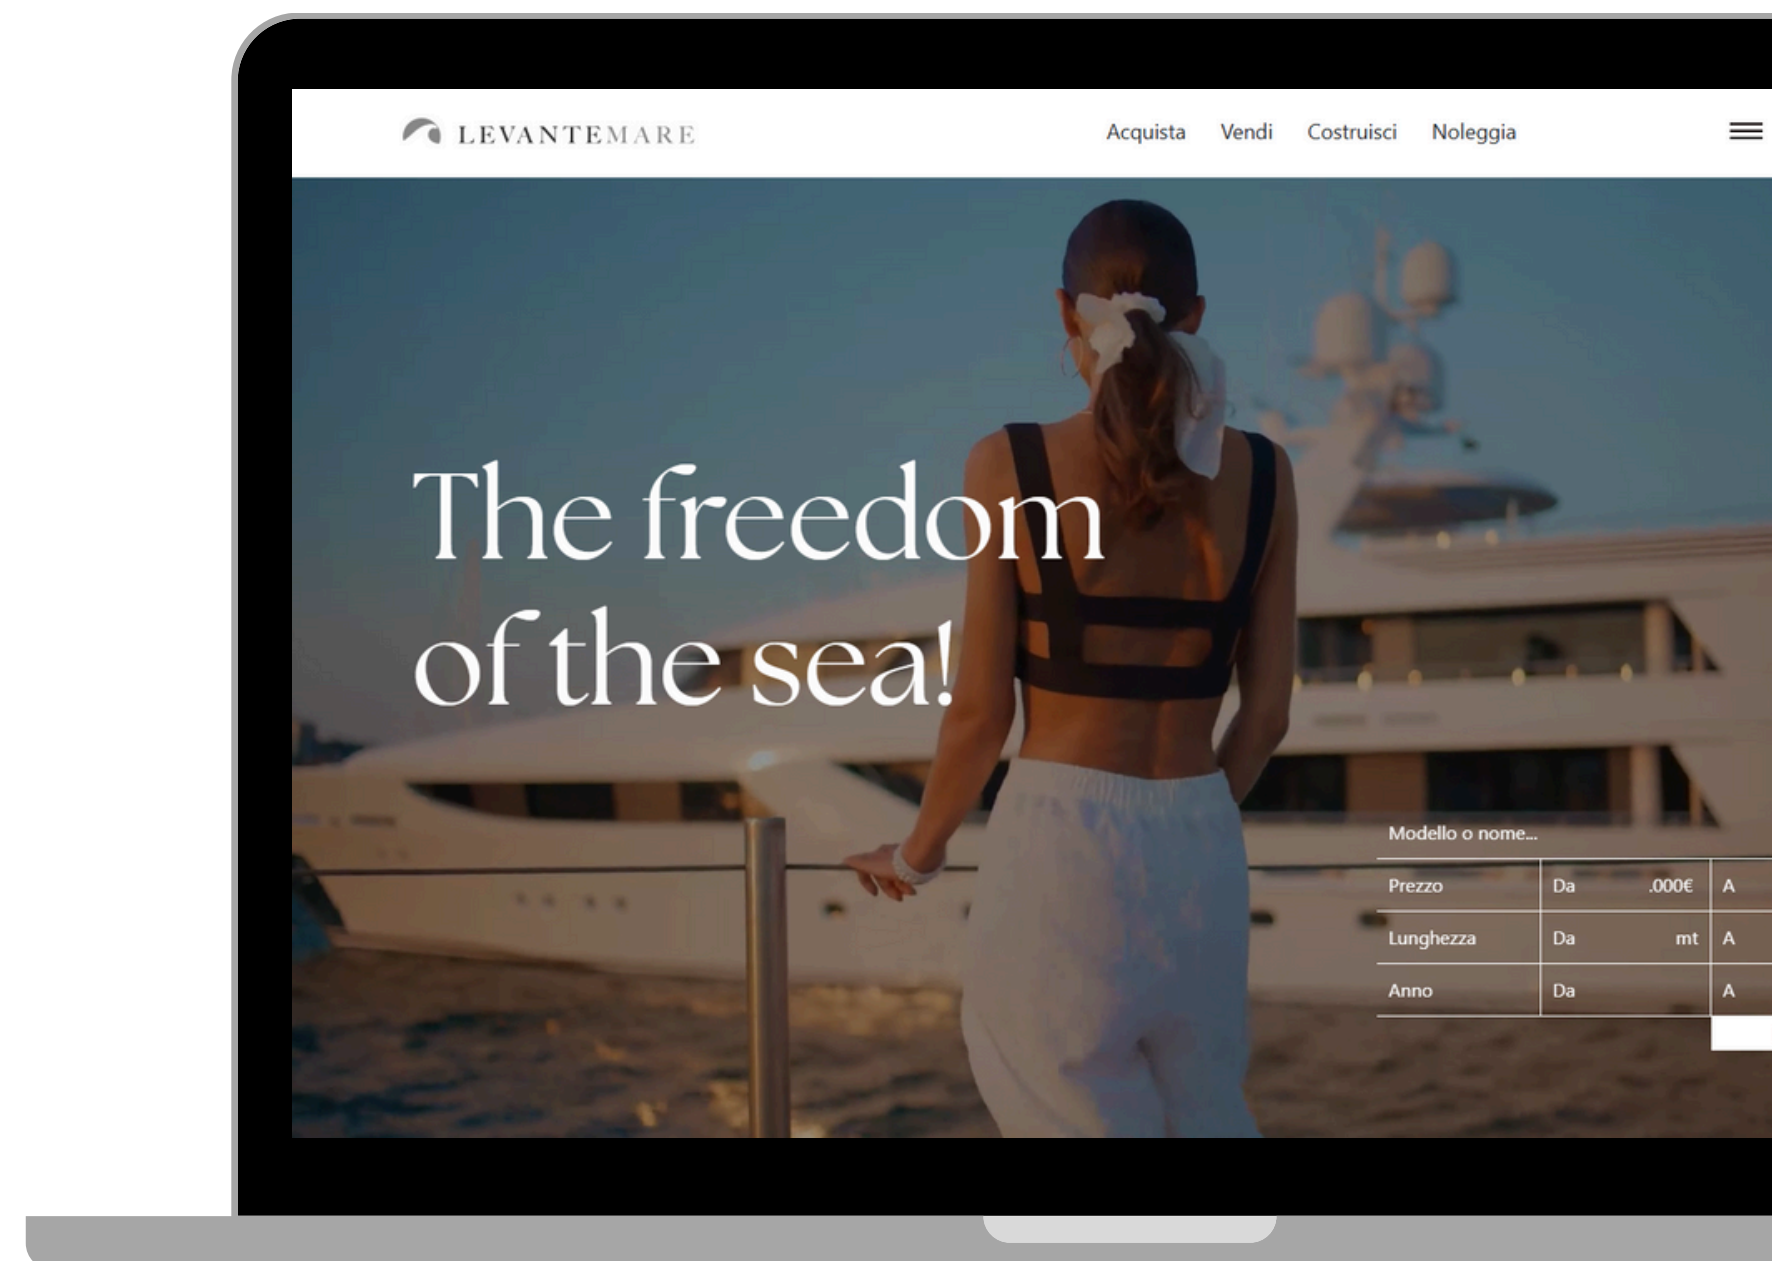 LEVANTEMARE
Acquista Vendi Costruisci Noleggia
The freedom
of the sea!
Modello o nome...
Prezzo Da .000€ A
Lunghezza Da mt A
Anno Da A